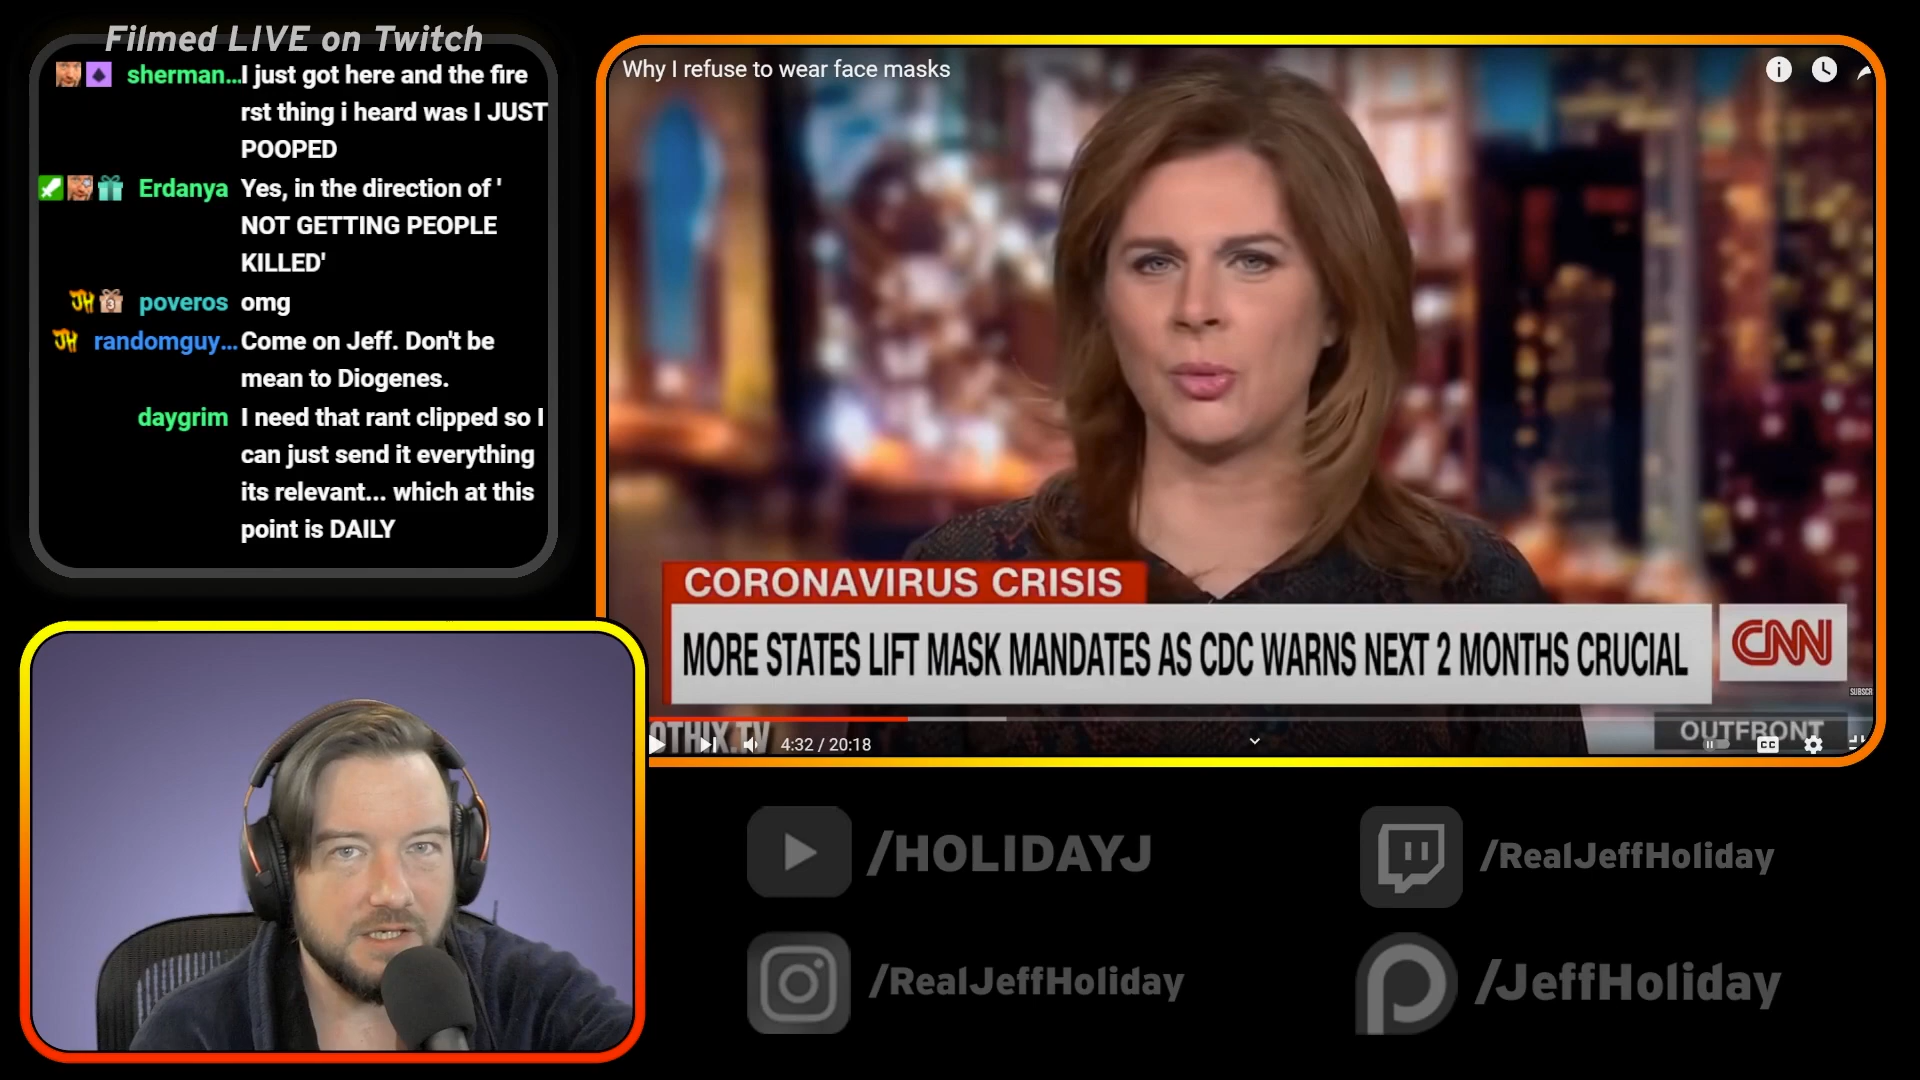 Filmed LIVE on Twitch
sherman...I just got here and the fire
rst thing i heard was I JUST
POOPED
Erdanya Yes, in the direction of '
NOT GETTING PEOPLE
KILLED'
JH 3 poveros omg
JH randomguy...Come on Jeff. Don't be
mean to Diogenes.
daygrim I need that rant clipped so I
can just send it everything
its relevant... which at this
point is DAILY
Why I refuse to wear face masks
CORONAVIRUS CRISIS
MORE STATES LIFT MASK MANDATES AS CDC WARNS NEXT 2 MONTHS CRUCIAL
CNN
OUTFRONT
4:32 / 20:18
CC
/HOLIDAYJ
/RealJeffHoliday
/RealJeffHoliday
/JeffHoliday